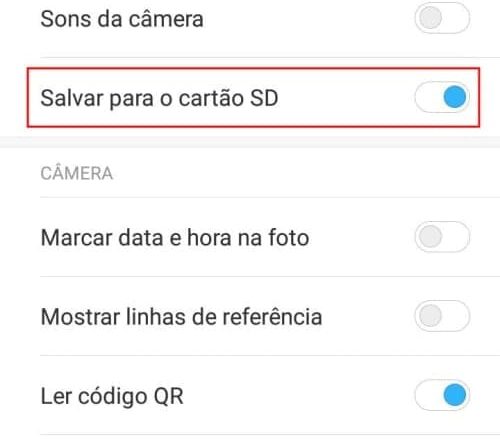 Sons da câmera
Salvar para o cartão SD
CÂMERA
Marcar data e hora na foto
Mostrar linhas de referência
Ler código QR